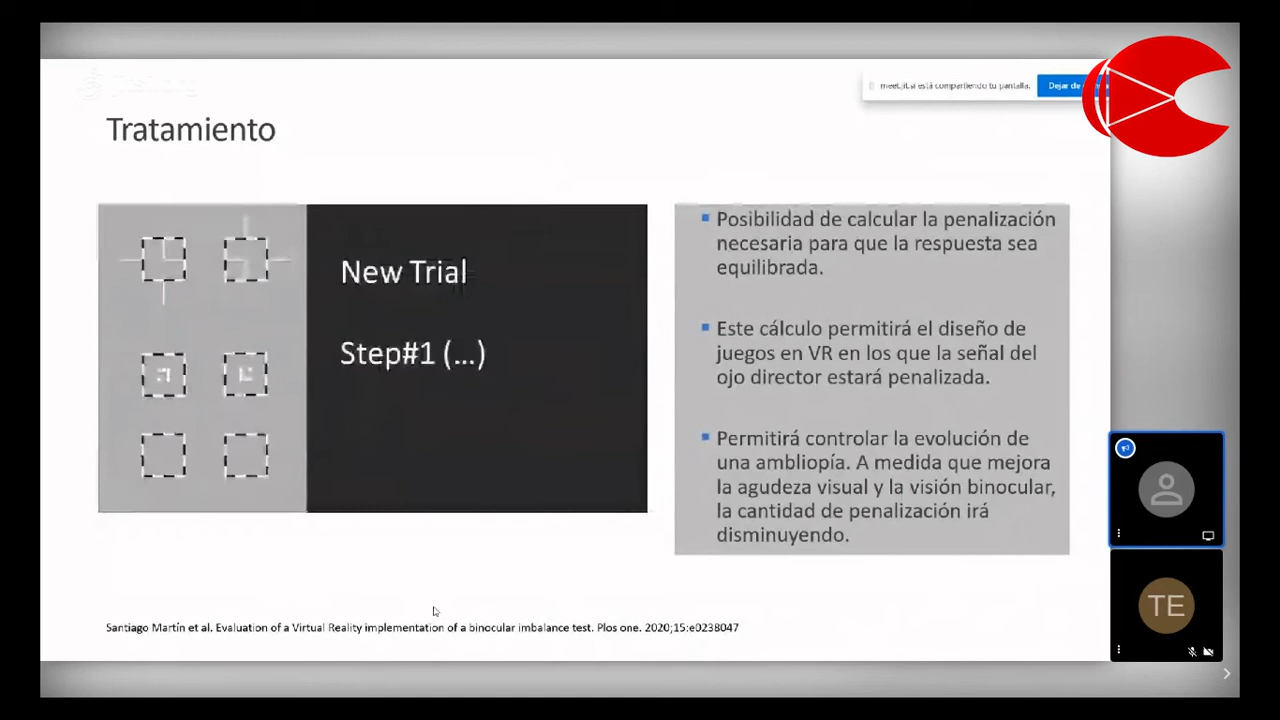 meet.jit.si está compartiendo tu pantalla.
Dejar de
Tratamiento
New Trial
Step#1 (...)
▪ Posibilidad de calcular la penalización
necesaria para que la respuesta sea
equilibrada.
▪ Este cálculo permitirá el diseño de
juegos en VR en los que la señal del
ojo director estará penalizada.
▪ Permitirá controlar la evolución de
una ambliopía. A medida que mejora
la agudeza visual y la visión binocular,
la cantidad de penalización irá
disminuyendo.
TE
Santiago Martín et al. Evaluation of a Virtual Reality implementation of a binocular imbalance test. Plos one. 2020;15:e0238047